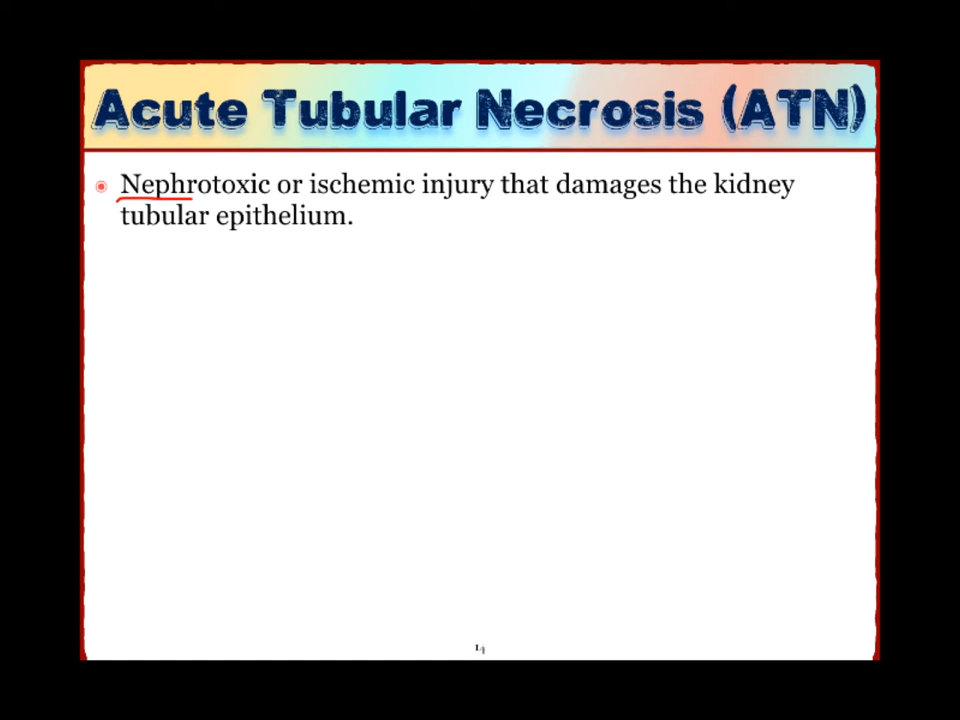 Acute Tubular Necrosis (ATN)
Nephrotoxic or ischemic injury that damages the kidney
tubular epithelium.